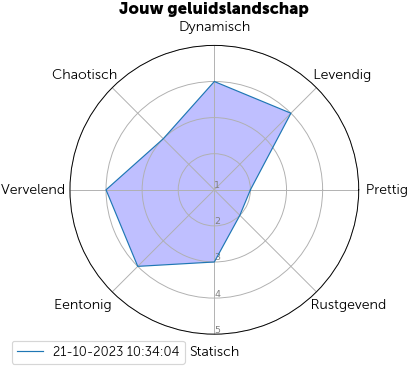 Jouw geluidslandschap
Dynamisch
Chaotisch
Levendig
Vervelend
1
Prettig
2
3
4
Eentonig
Rustgevend
5
21-10-2023 10:34:04
Statisch